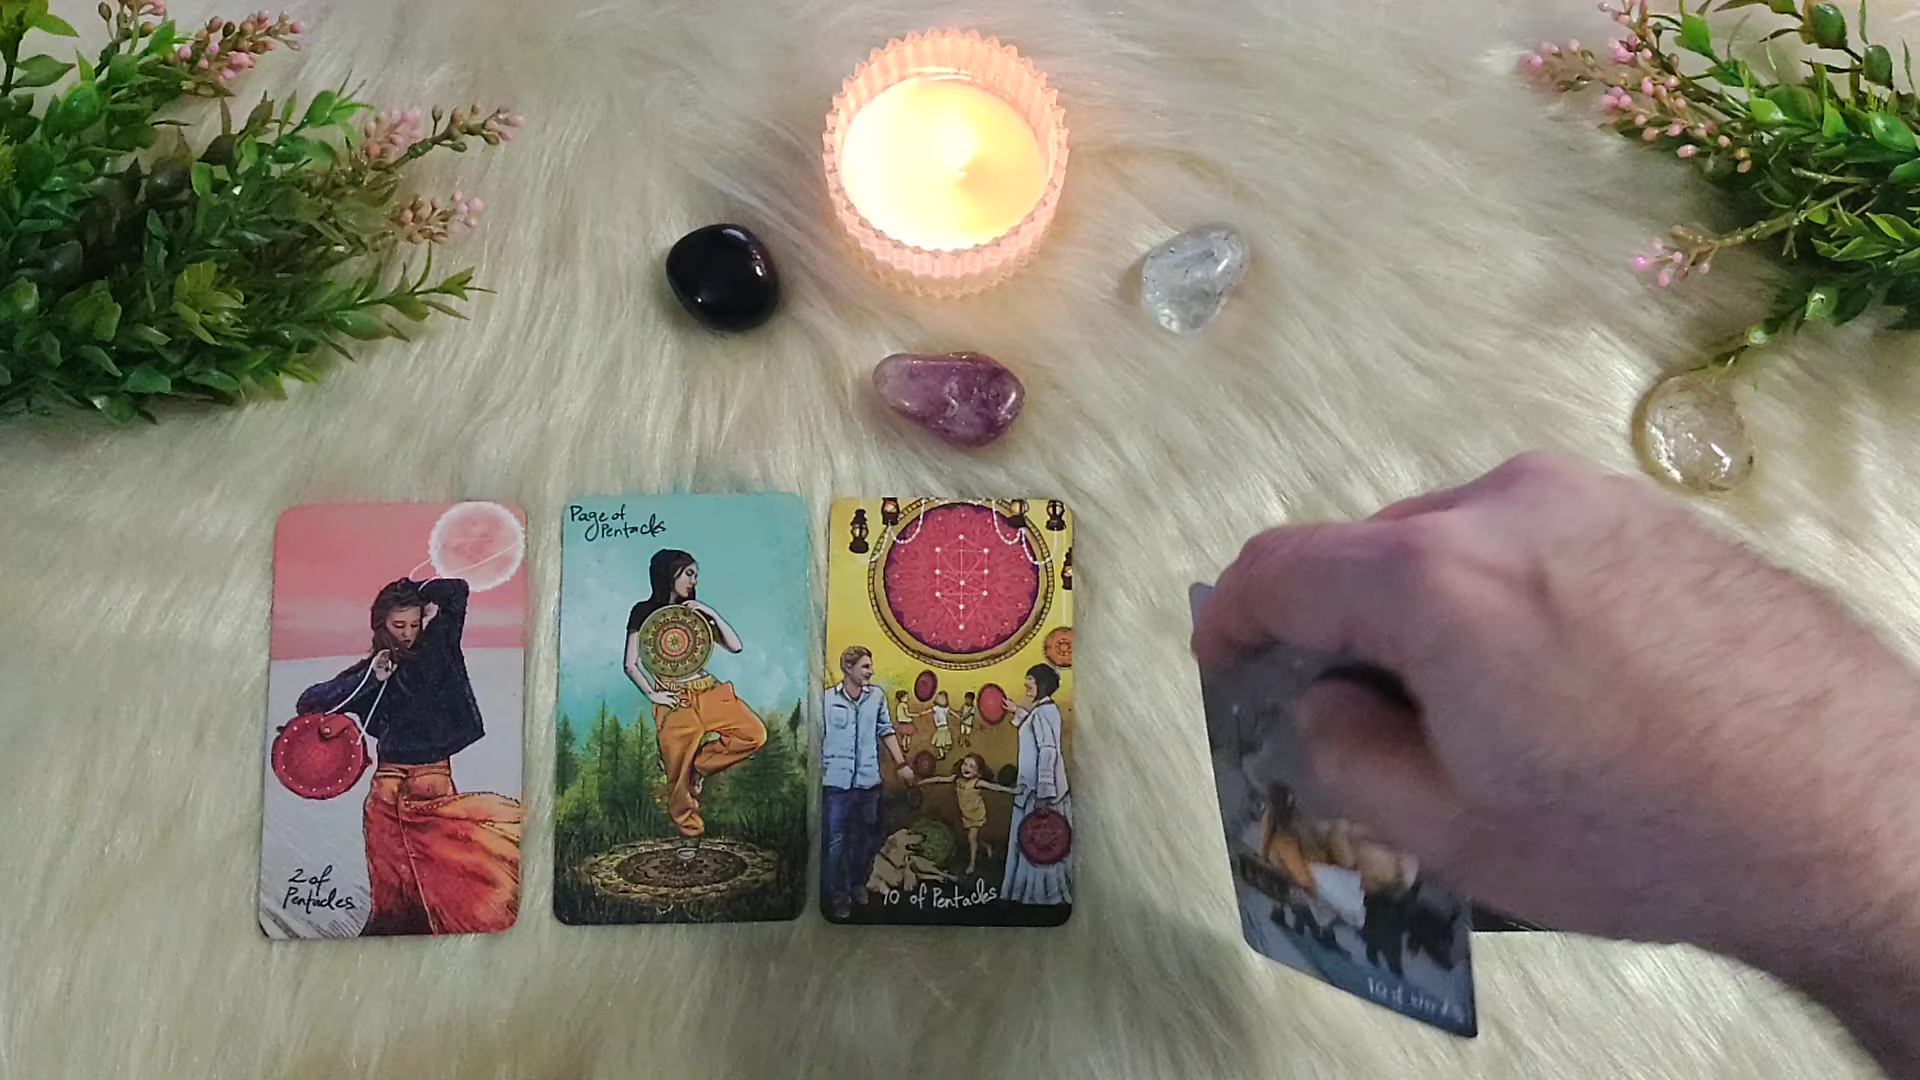 Page of
Pentacles
2 of
Pentacles
10 of Pentacles